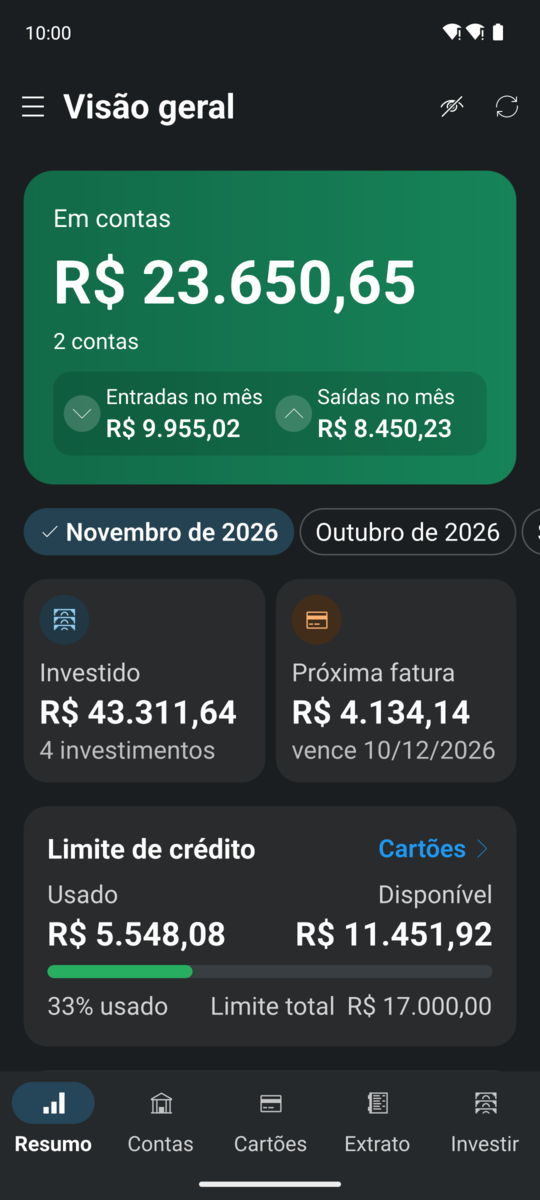 10:00
Visão geral
Em contas
R$ 23.650,65
2 contas
Entradas no mês
R$ 9.955,02
Saídas no mês
R$ 8.450,23
Novembro de 2026
Outubro de 2026
Investido
R$ 43.311,64
4 investimentos
Próxima fatura
R$ 4.134,14
vence 10/12/2026
Limite de crédito
Cartões
Usado
Disponível
R$ 5.548,08
R$ 11.451,92
33% usado
Limite total R$ 17.000,00
Resumo
Contas
Cartões
Extrato
Investir